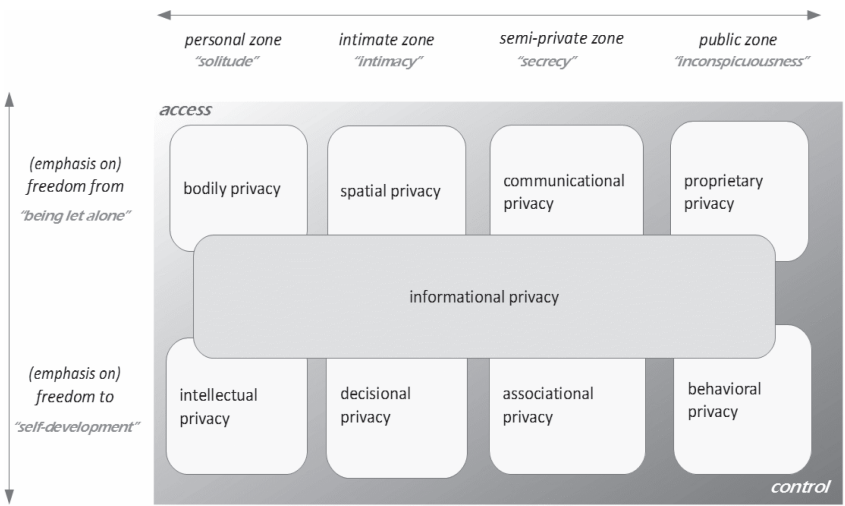 personal zone
"solitude"
intimate zone
"intimacy"
semi-private zone
"secrecy"
public zone
"inconspicuousness"
access
(emphasis on)
freedom from
"being let alone"
bodily privacy
spatial privacy
communicational
privacy
proprietary
privacy
informational privacy
(emphasis on)
freedom to
"self-development"
intellectual
privacy
decisional
privacy
associational
privacy
behavioral
privacy
control